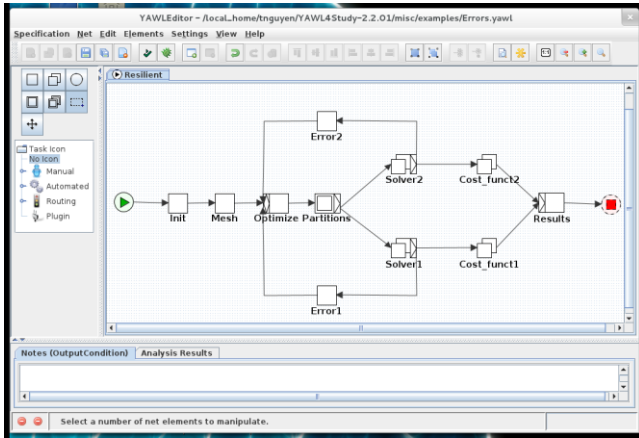 YAWLEditor - /local_home/tnguyen/YAWL4Study-2.2.01/misc/examples/Errors.yawl
Specification Net Edit Elements Settings View Help
Resilient
Task Icon
No Icon
Manual
Automated
Routing
Plugin
Error2
Solver2
Cost_funct2
Init
Mesh
Optimize
Partitions
Results
Solver1
Cost_funct1
Error1
Notes (OutputCondition)
Analysis Results
Select a number of net elements to manipulate.